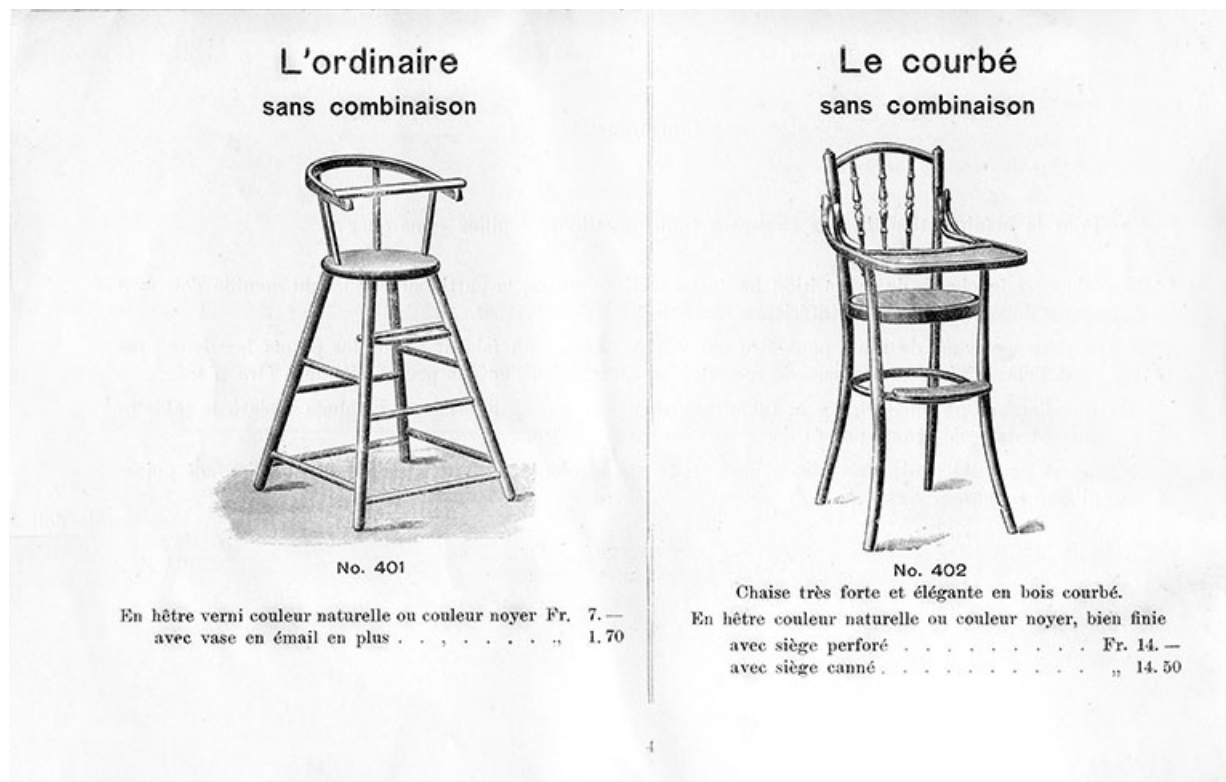 L'ordinaire
sans combinaison
No. 401
En hêtre verni couleur naturelle ou couleur noyer Fr. 7.—
avec vase en émail en plus . , . . . . „ 1.70
Le courbé
sans combinaison
No. 402
Chaise très forte et élégante en bois courbé.
En hêtre couleur naturelle ou couleur noyer, bien finie
avec siège perforé . . . . . . . . . Fr. 14.—
avec siège canné . . . . . . . . . . „ 14.50
4